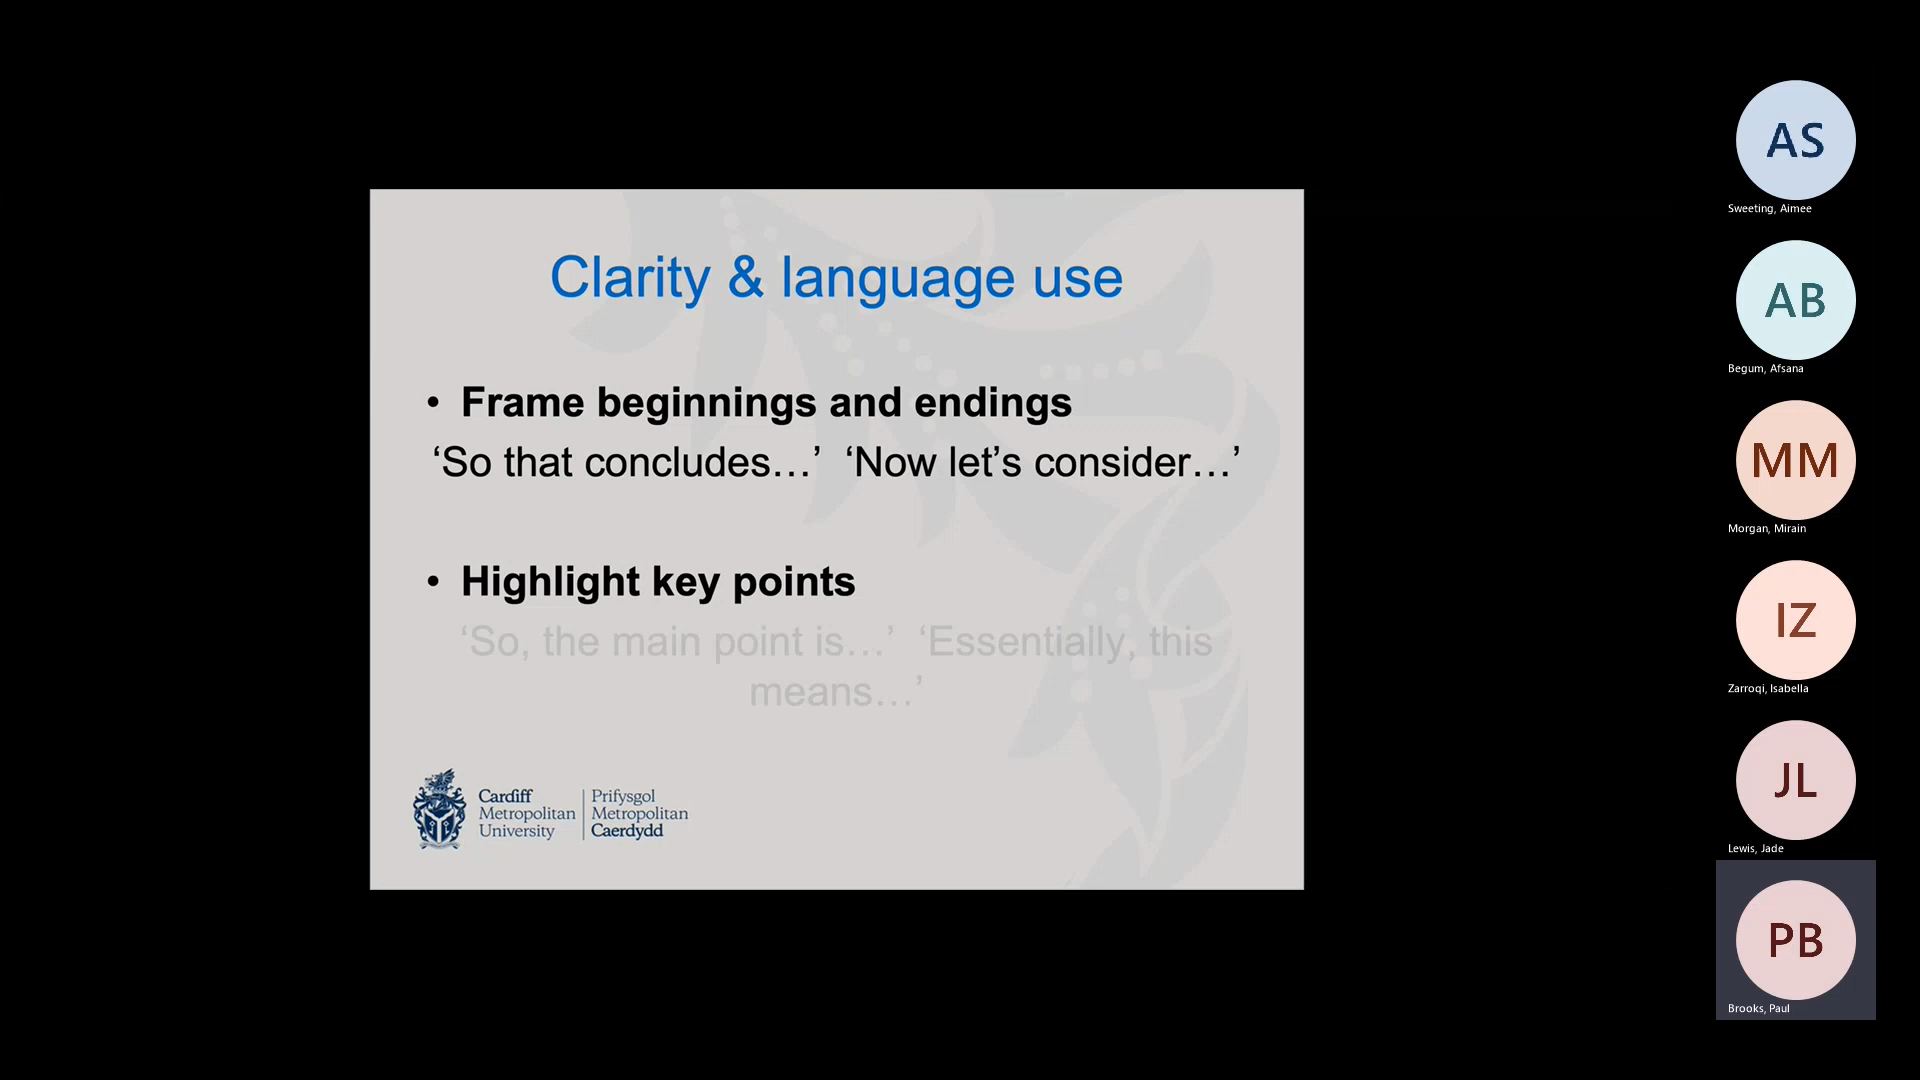 Clarity & language use
• Frame beginnings and endings
‘So that concludes…’ ‘Now let’s consider…’
• Highlight key points
‘So, the main point is…’ ‘Essentially, this
means…’
Cardiff
Metropolitan
University
Prifysgol
Metropolitan
Caerdydd
AS
Sweeting, Aimee
AB
Begum, Afsana
MM
Morgan, Mirain
IZ
Zarroqi, Isabella
JL
Lewis, Jade
PB
Brooks, Paul